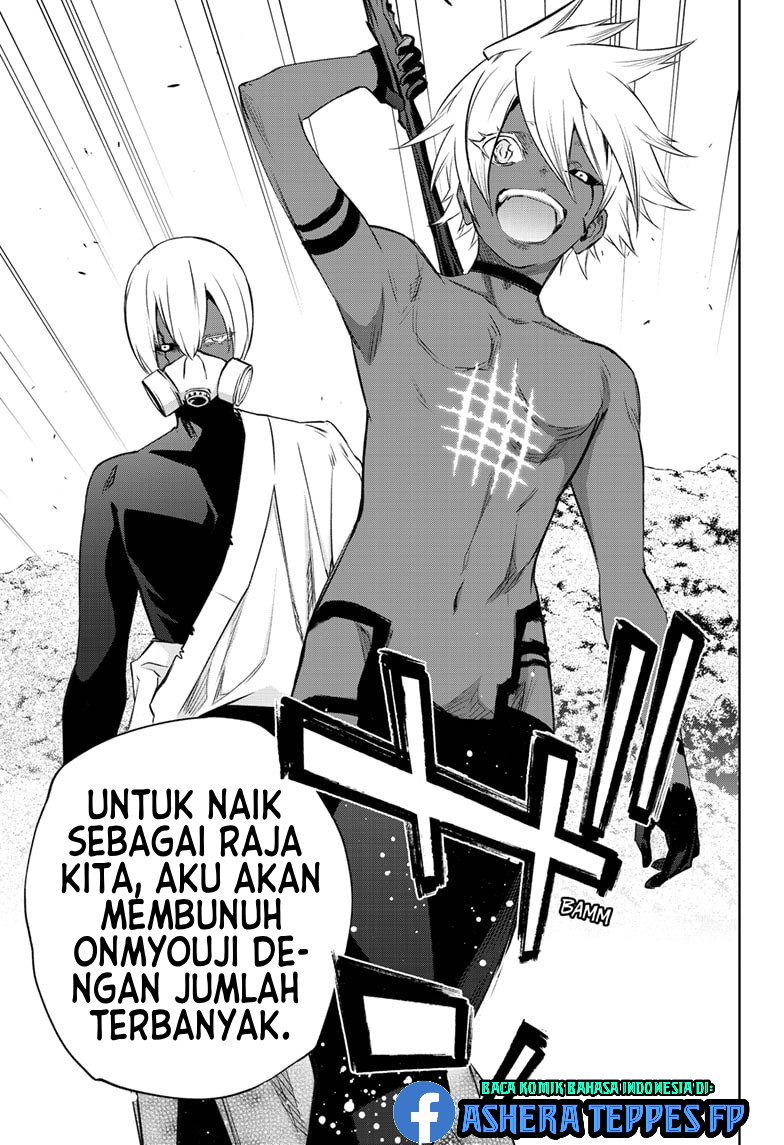 UNTUK NAIK
SEBAGAI RAJA
KITA, AKU AKAN
MEMBUNUH
ONMYOUJI DE-
NGAN JUMLAH
TERBANYAK.
BAMM
BACA KOMIK BAHASA INDONESIA DI:
f ASHERA TEPPES FP